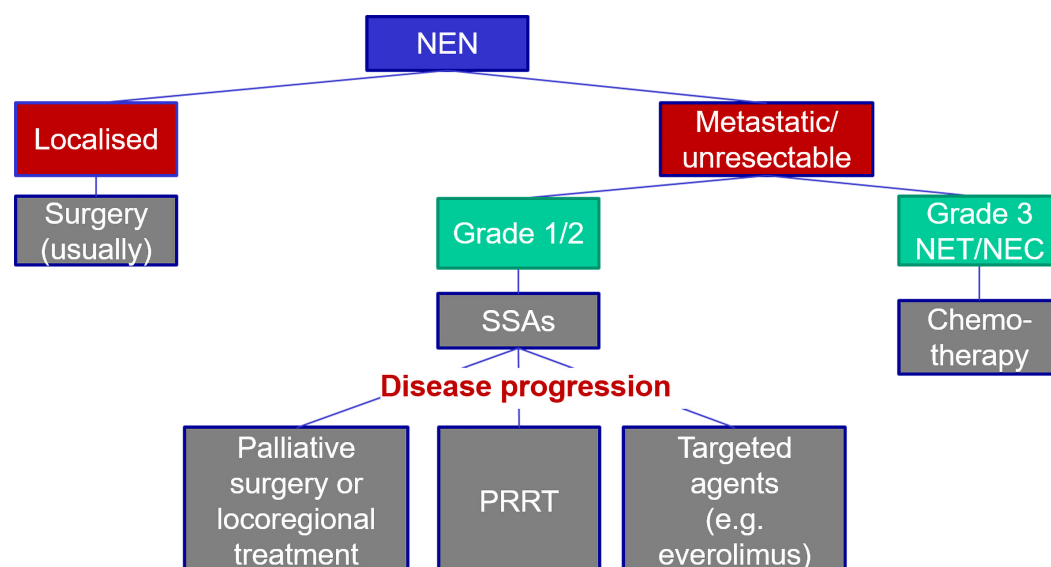 NEN
Localised
Metastatic/
unresectable
Surgery
(usually)
Grade 1/2
Grade 3
NET/NEC
SSAs
Chemo-
therapy
Disease progression
Palliative
surgery or
locoregional
treatment
PRRT
Targeted
agents
(e.g.
everolimus)